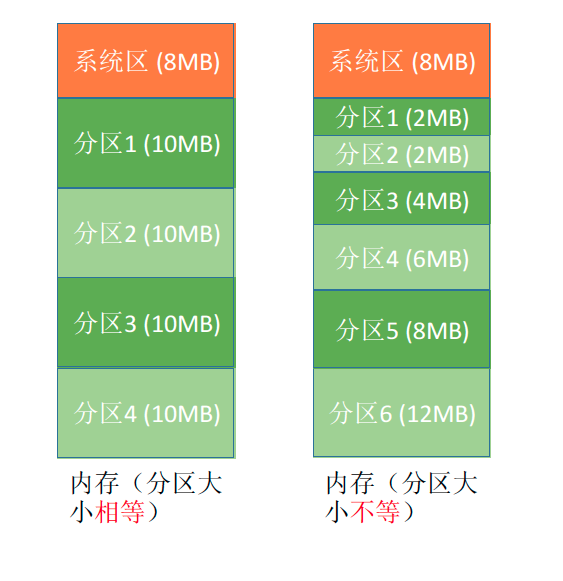 系统区 (8MB)
分区1 (10MB)
分区2 (10MB)
分区3 (10MB)
分区4 (10MB)
内存（分区大
小相等）
系统区 (8MB)
分区1 (2MB)
分区2 (2MB)
分区3 (4MB)
分区4 (6MB)
分区5 (8MB)
分区6 (12MB)
内存（分区大
小不等）